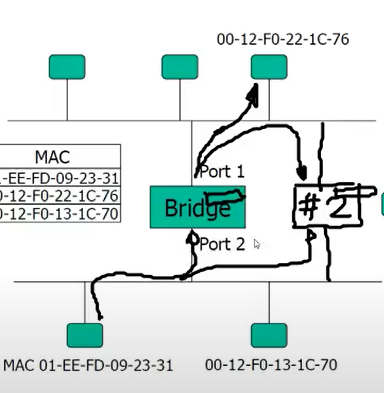 00-12-F0-22-1C-76
Port 1
MAC
-EE-FD-09-23-31
0-12-F0-22-1C-76
0-12-F0-13-1C-70
Bridge
#2
Port 2
MAC 01-EE-FD-09-23-31
00-12-F0-13-1C-70